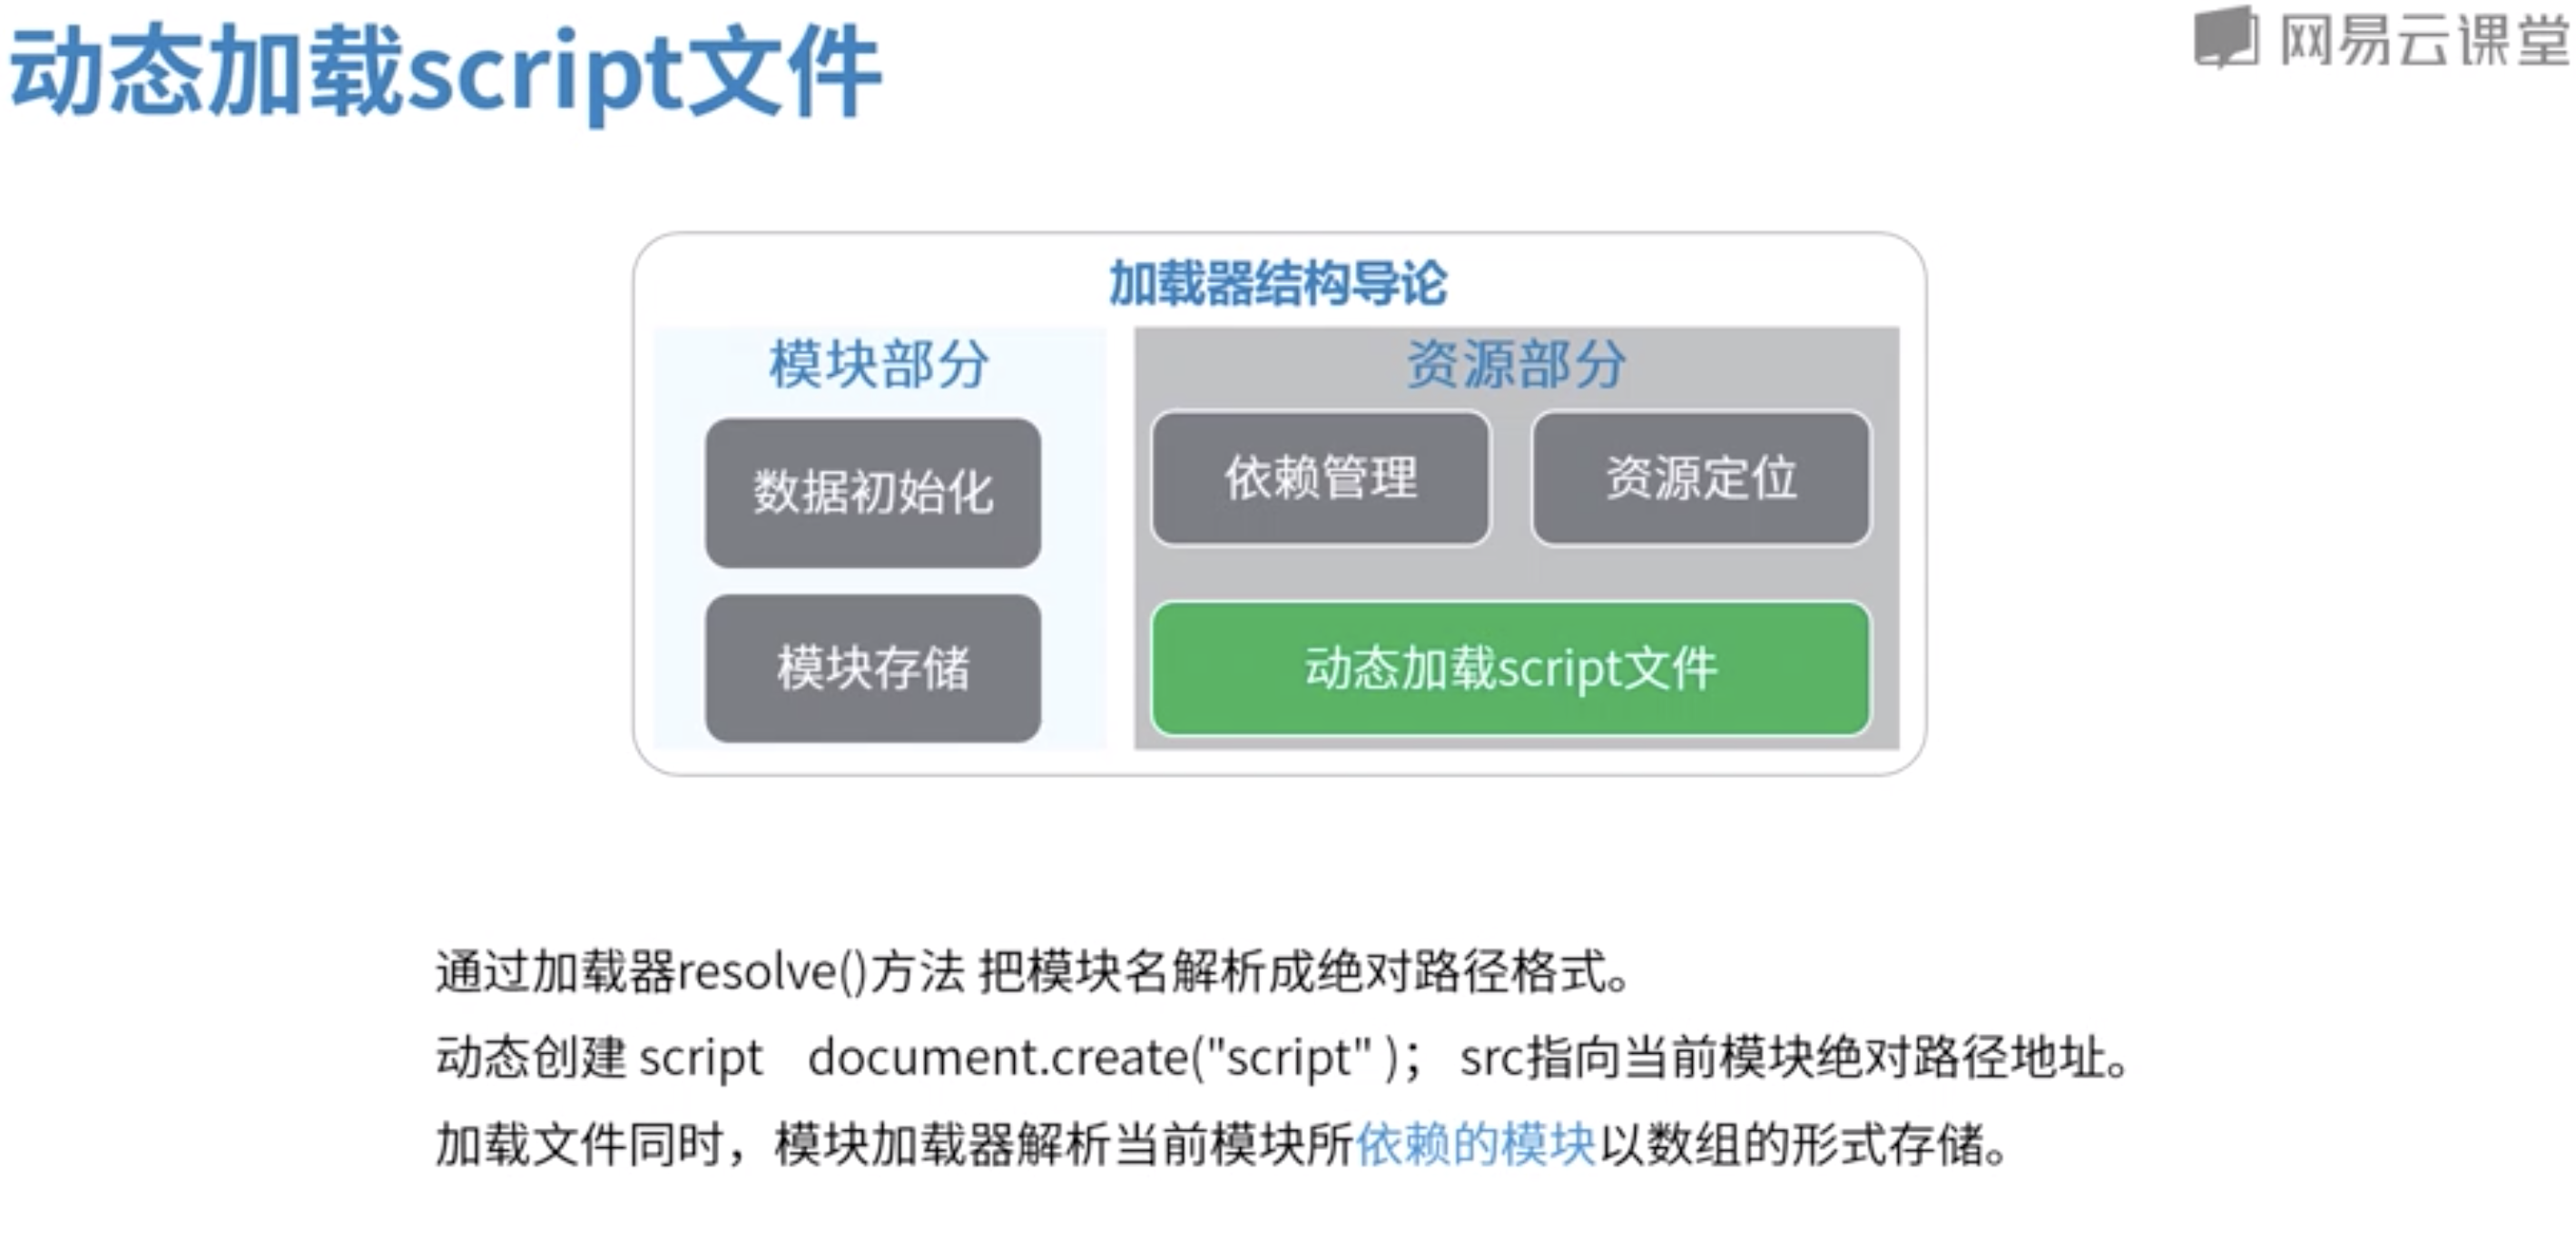 动态加载script文件
网易云课堂
加载器结构导论
模块部分
资源部分
数据初始化
依赖管理
资源定位
模块存储
动态加载script文件
通过加载器resolve()方法 把模块名解析成绝对路径格式。
动态创建 script   document.create("script" )； src指向当前模块绝对路径地址。
加载文件同时，模块加载器解析当前模块所依赖的模块以数组的形式存储。